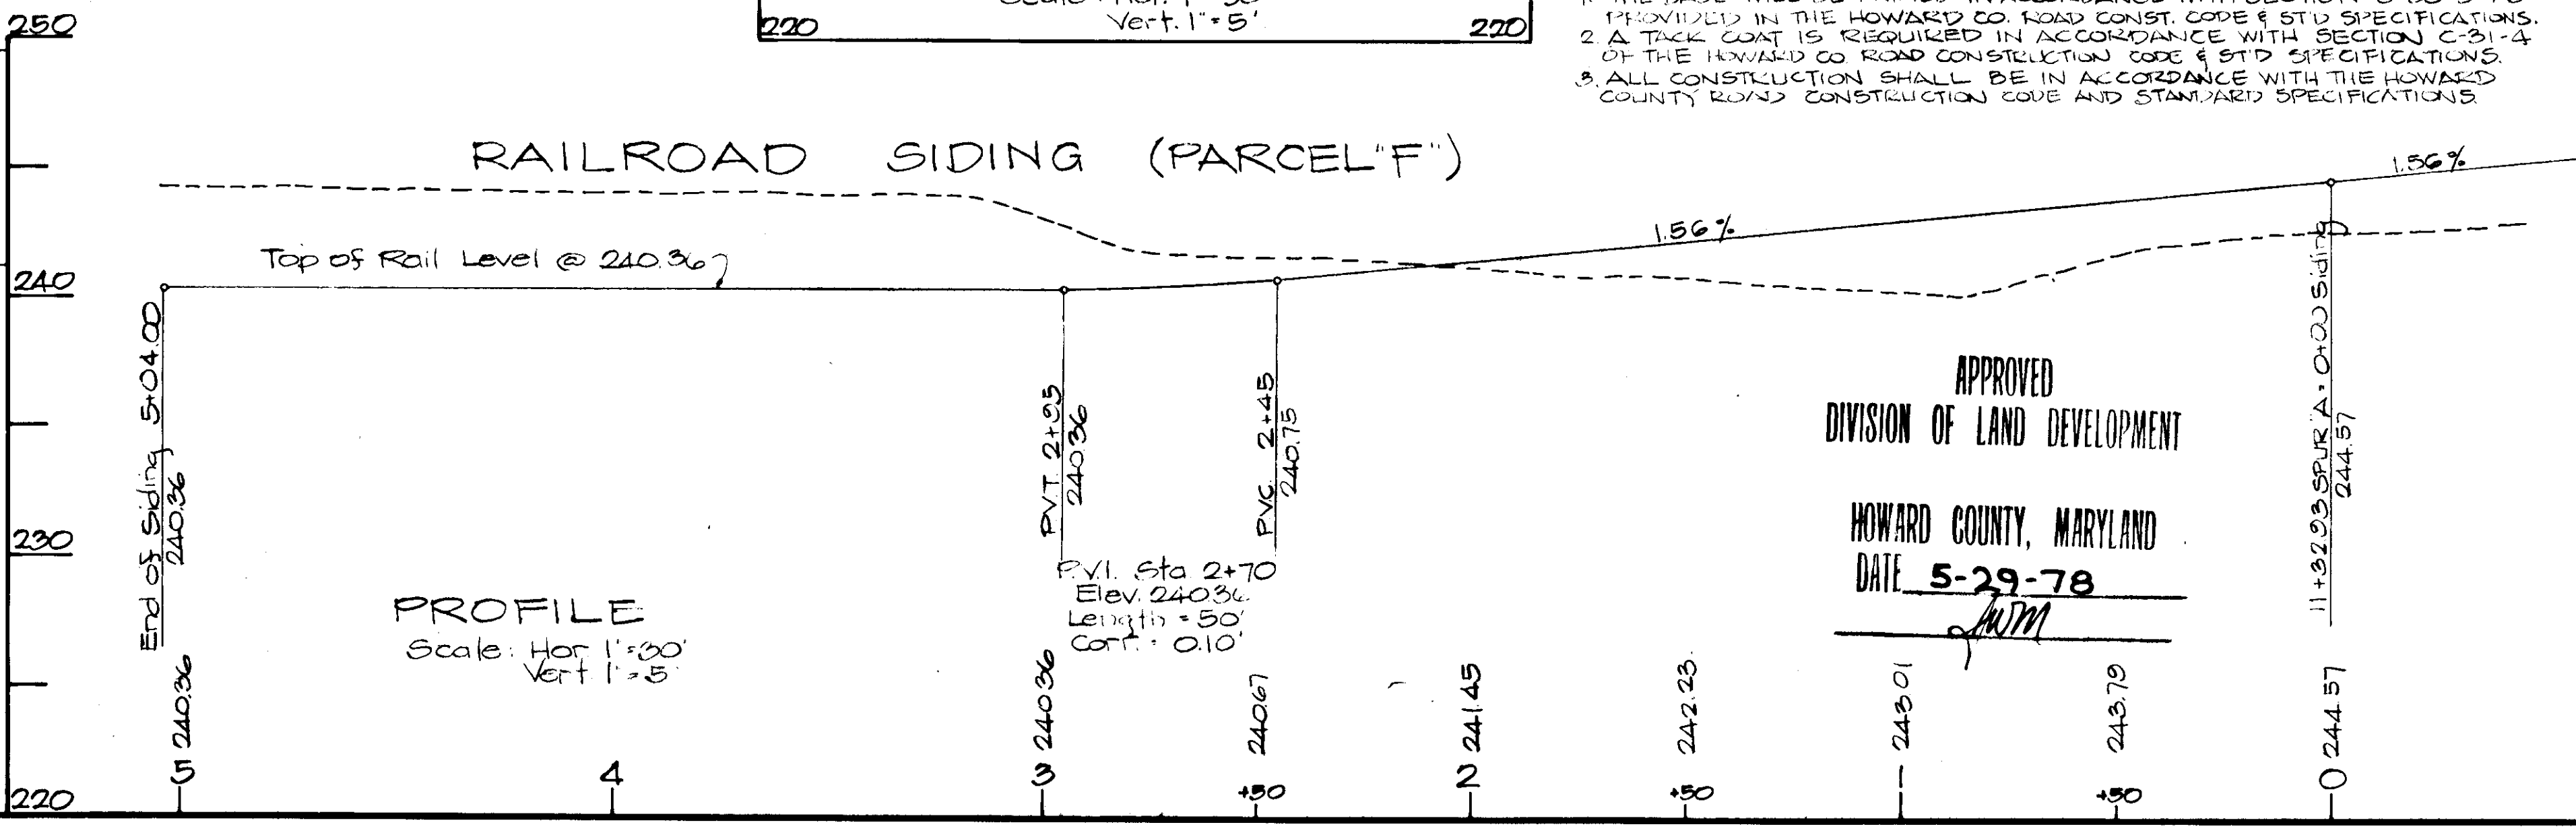 220
Vert. 1"=5'
220
PROVIDED IN THE HOWARD CO. ROAD CONST. CODE & ST'D SPECIFICATIONS.
2. A TACK COAT IS REQUIRED IN ACCORDANCE WITH SECTION C-31-4
OF THE HOWARD CO. ROAD CONSTRUCTION CODE & ST'D SPECIFICATIONS.
3. ALL CONSTRUCTION SHALL BE IN ACCORDANCE WITH THE HOWARD
COUNTY ROAD CONSTRUCTION CODE AND STANDARD SPECIFICATIONS.
250
RAILROAD SIDING (PARCEL "F")
1.56%
1.56%
Top of Rail Level @ 240.36
240
End of Siding 5+04.00
240.36
PVT 2+95
240.36
PVC 2+45
240.75
11+32.93 SPUR 'A' = 0+00 Siding
244.57
APPROVED
DIVISION OF LAND DEVELOPMENT
HOWARD COUNTY, MARYLAND
DATE 5-29-78
230
P.V.I. Sta 2+70
Elev. 240.36
Length = 50'
Corr. = 0.10'
PROFILE
Scale: Hor 1"=30'
Vert 1"=5'
240.36
240.36
240.67
241.45
242.23
243.01
243.79
244.57
5
4
3
+50
2
+50
1
+50
0
220